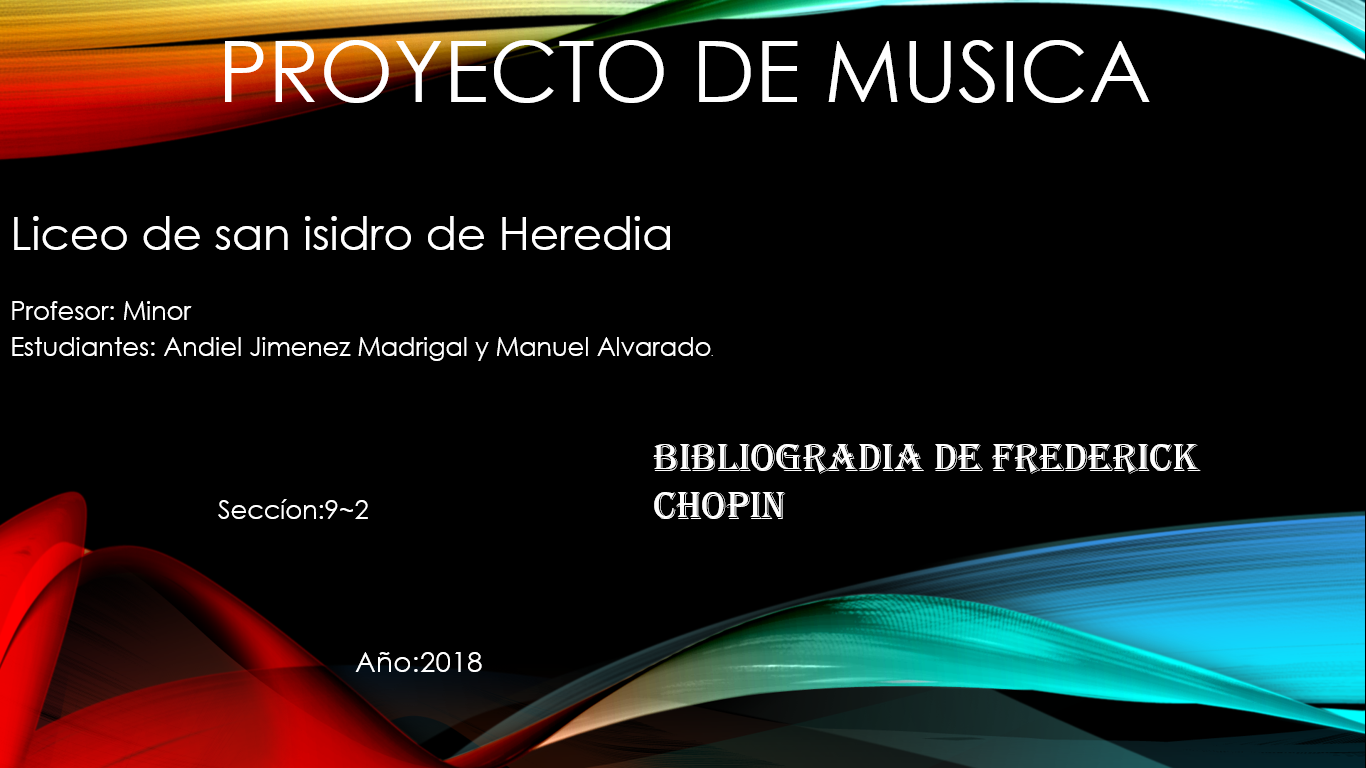 PROYECTO DE MUSICA
Liceo de san isidro de Heredia
Profesor: Minor
Estudiantes: Andiel Jimenez Madrigal y Manuel Alvarado.
BIBLIOGRADIA DE FREDERICK
CHOPIN
Seccíon:9~2
Año:2018